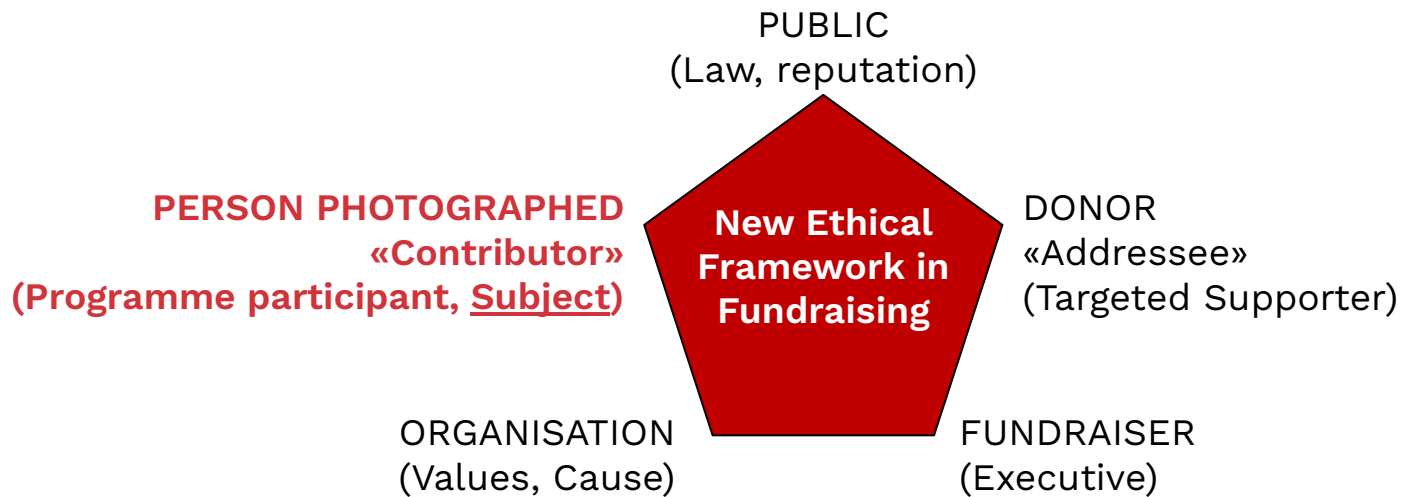 PUBLIC
(Law, reputation)
PERSON PHOTOGRAPHED
«Contributor»
(Programme participant, Subject)
New Ethical
Framework in
Fundraising
DONOR
«Addressee»
(Targeted Supporter)
ORGANISATION
(Values, Cause)
FUNDRAISER
(Executive)